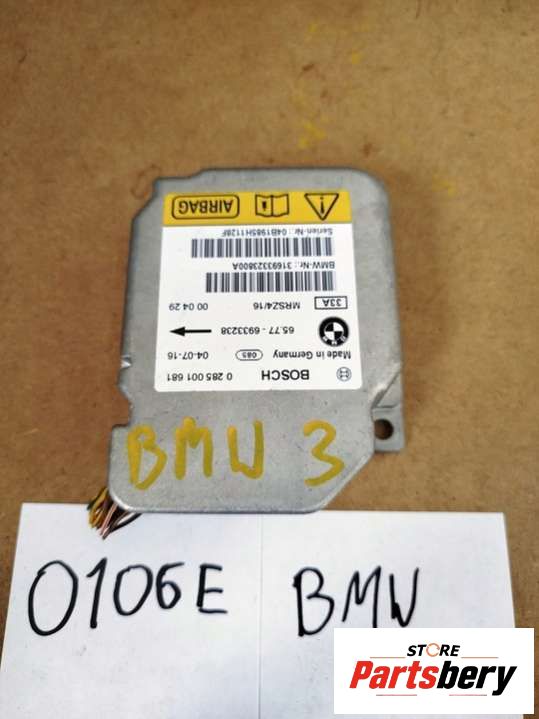 BOSCH 0 285 001 681
Made in Germany 085 04-07-16
65.77 - 6933238
33A MRSZ4/16 00 04 29
BMW-Nr.: 3169332380OA
Serien-Nr.: 04B1985H1128F
AIRBAG
BMW 3
0106E BMW
STORE
Partsbery